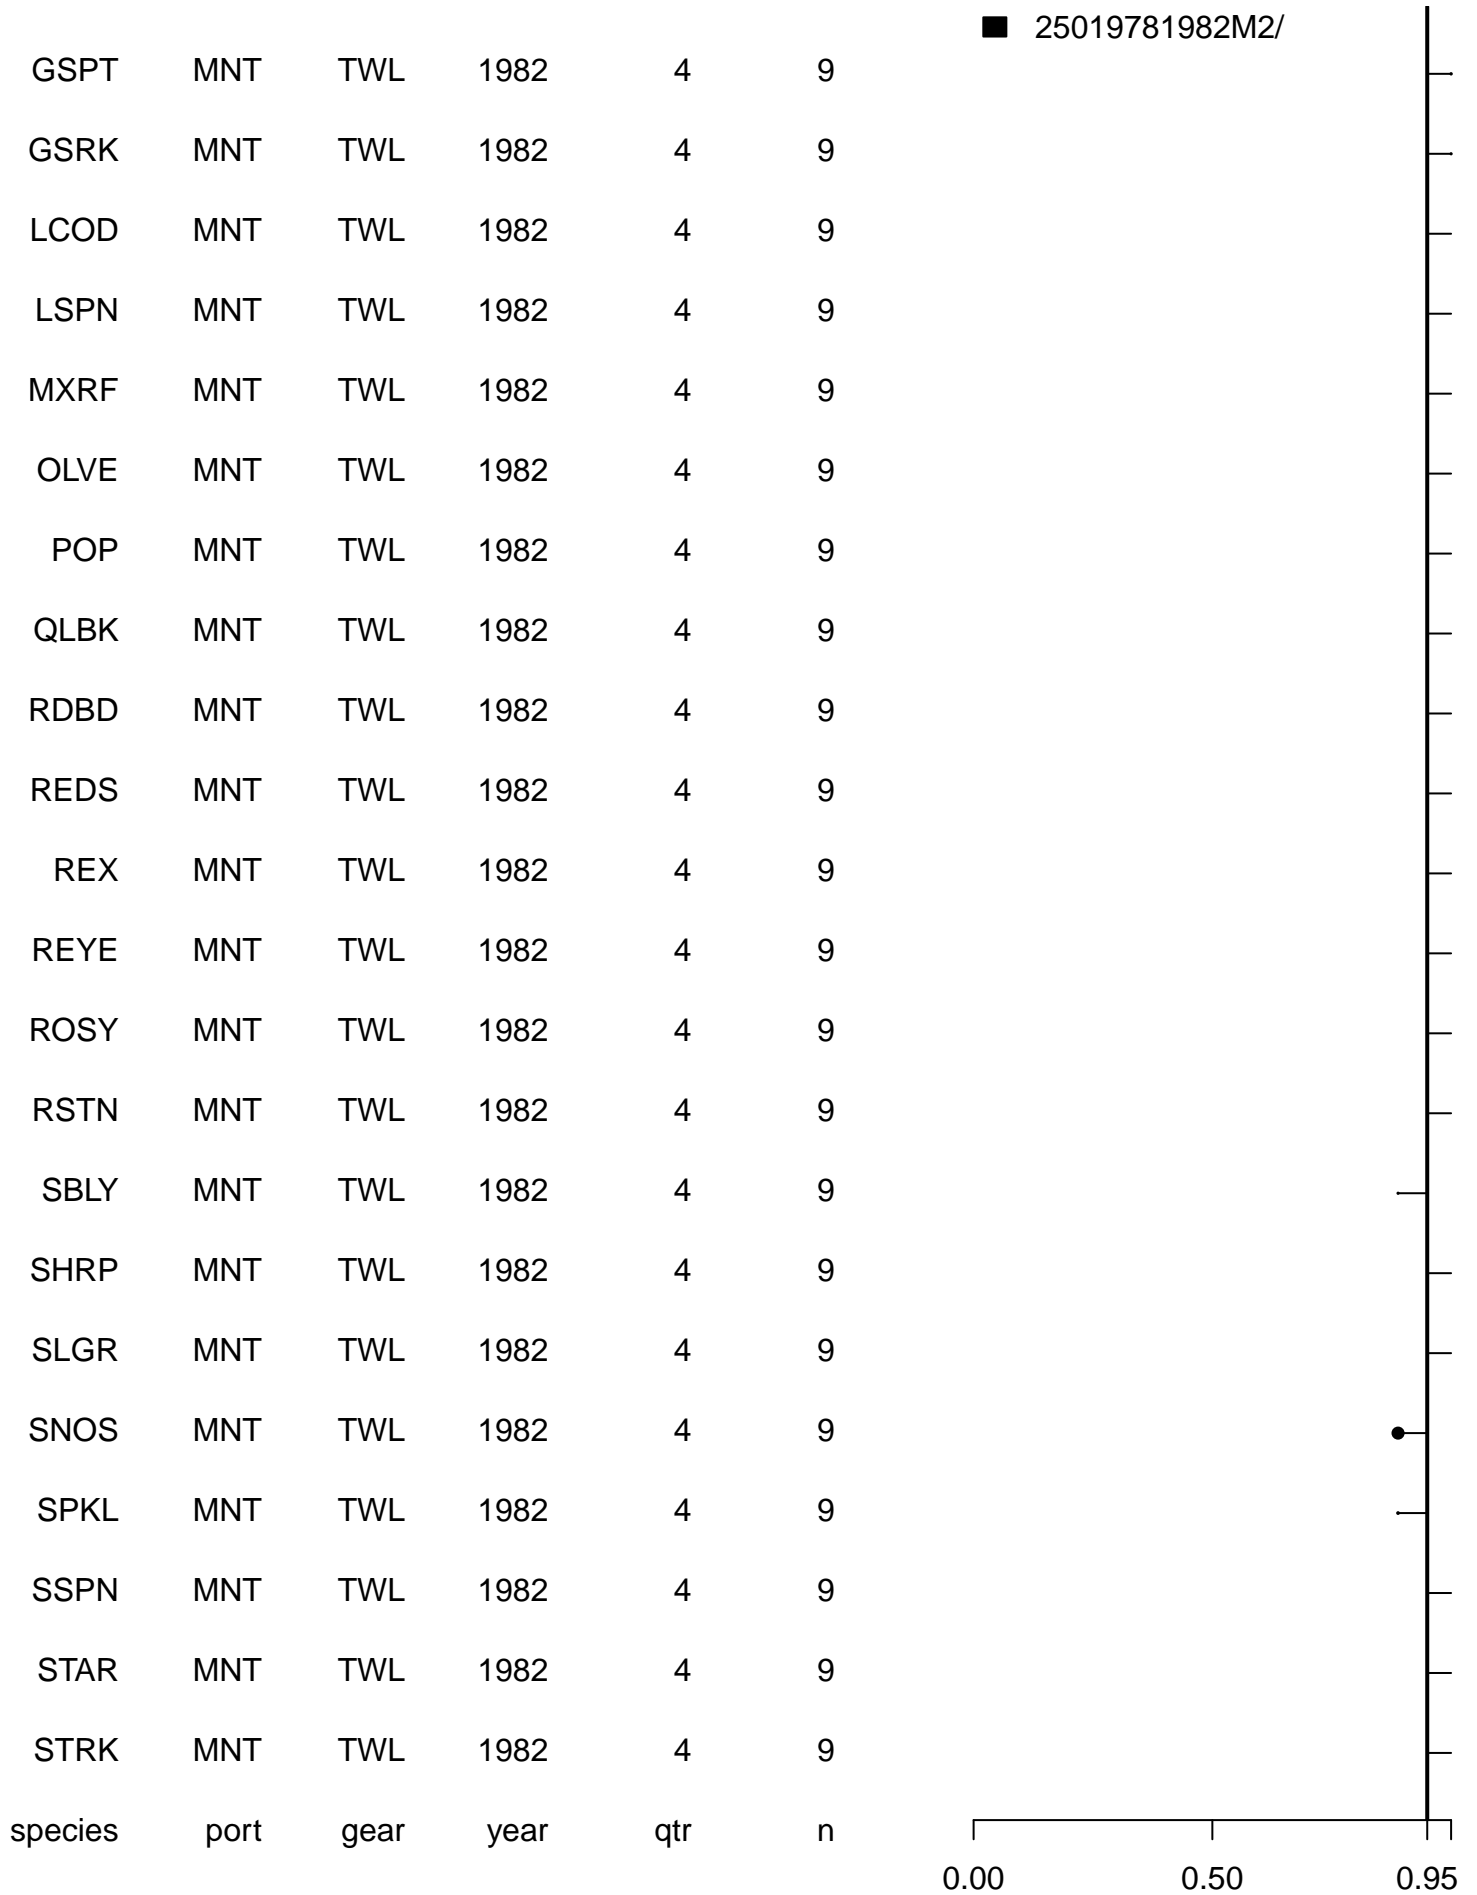 25019781982M2/
GSPT MNT TWL 1982 4 9
GSRK MNT TWL 1982 4 9
LCOD MNT TWL 1982 4 9
LSPN MNT TWL 1982 4 9
MXRF MNT TWL 1982 4 9
OLVE MNT TWL 1982 4 9
POP MNT TWL 1982 4 9
QLBK MNT TWL 1982 4 9
RDBD MNT TWL 1982 4 9
REDS MNT TWL 1982 4 9
REX MNT TWL 1982 4 9
REYE MNT TWL 1982 4 9
ROSY MNT TWL 1982 4 9
RSTN MNT TWL 1982 4 9
SBLY MNT TWL 1982 4 9
SHRP MNT TWL 1982 4 9
SLGR MNT TWL 1982 4 9
SNOS MNT TWL 1982 4 9
SPKL MNT TWL 1982 4 9
SSPN MNT TWL 1982 4 9
STAR MNT TWL 1982 4 9
STRK MNT TWL 1982 4 9
species port gear year qtr n
0.00 0.50 0.95